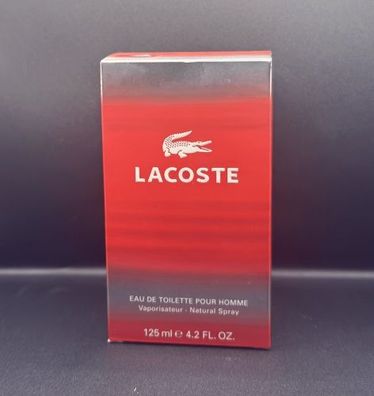 LACOSTE
EAU DE TOILETTE POUR HOMME
Vaporisateur - Natural Spray
125 ml ℮ 4.2 FL. OZ.